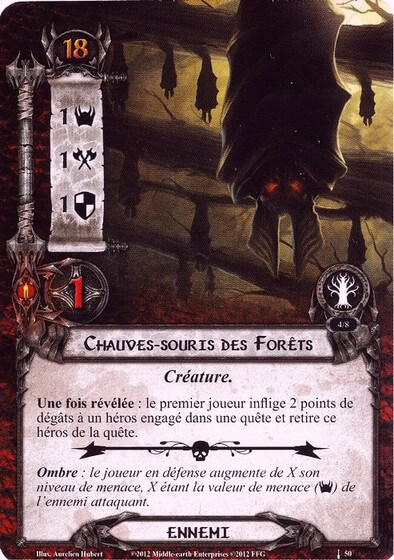 18
1
1
1
1
4/8
Chauves-souris des Forêts
Créature.
Une fois révélée : le premier joueur inflige 2 points de
dégâts à un héros engagé dans une quête et retire ce
héros de la quête.
Ombre : le joueur en défense augmente de X son
niveau de menace, X étant la valeur de menace ( ) de
l'ennemi attaquant.
ENNEMI
Illus. Aurelien Hubert ©2012 Middle-earth Enterprises ©2012 FFG 50